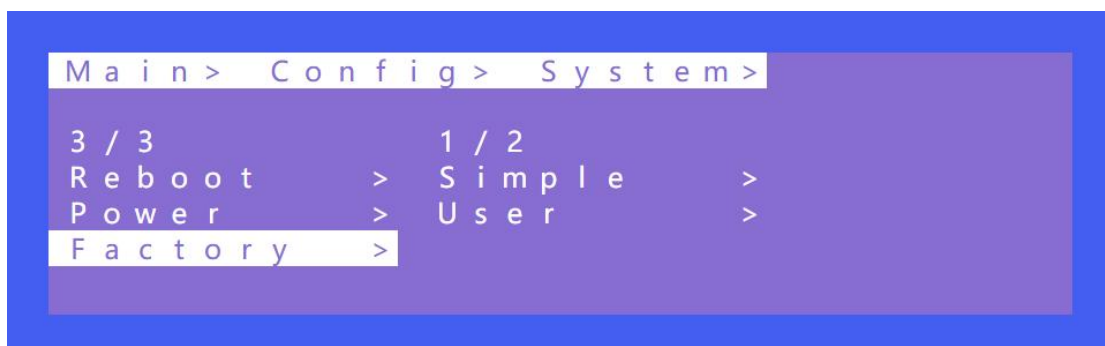 Main> Config> System>
3/3 1/2
Reboot > Simple >
Power > User >
Factory >